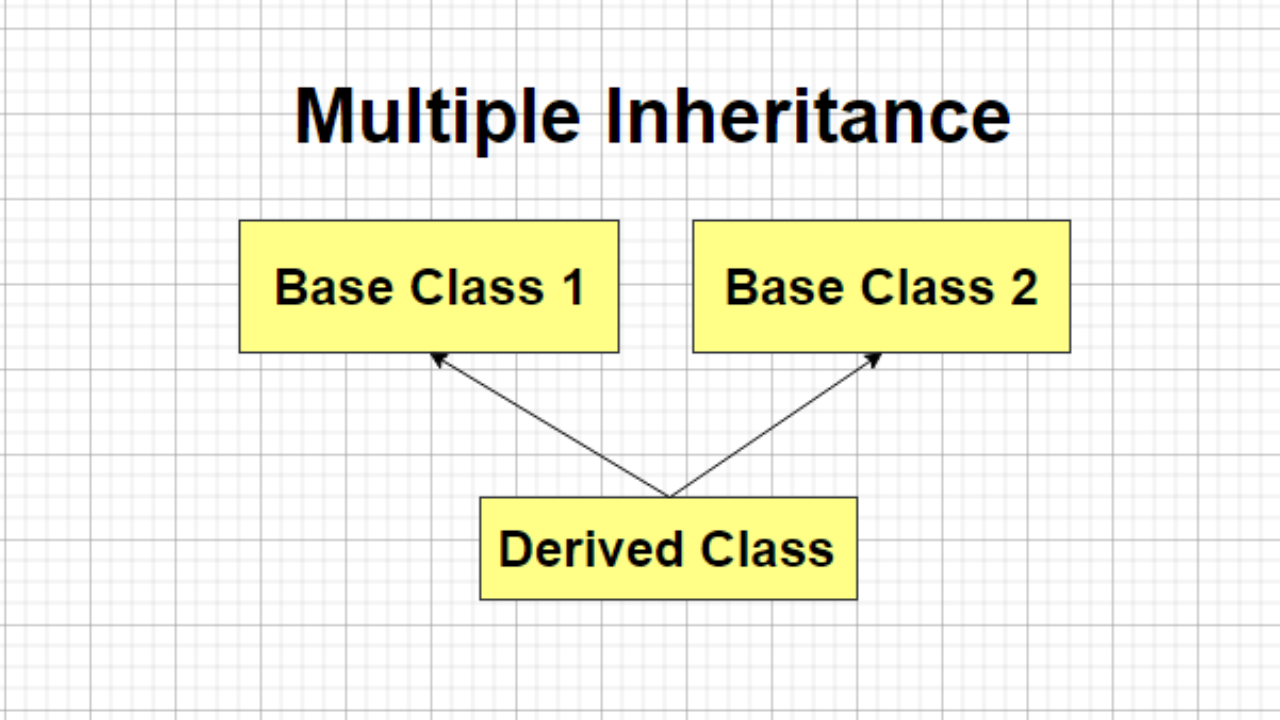 Multiple Inheritance
Base Class 1
Base Class 2
Derived Class